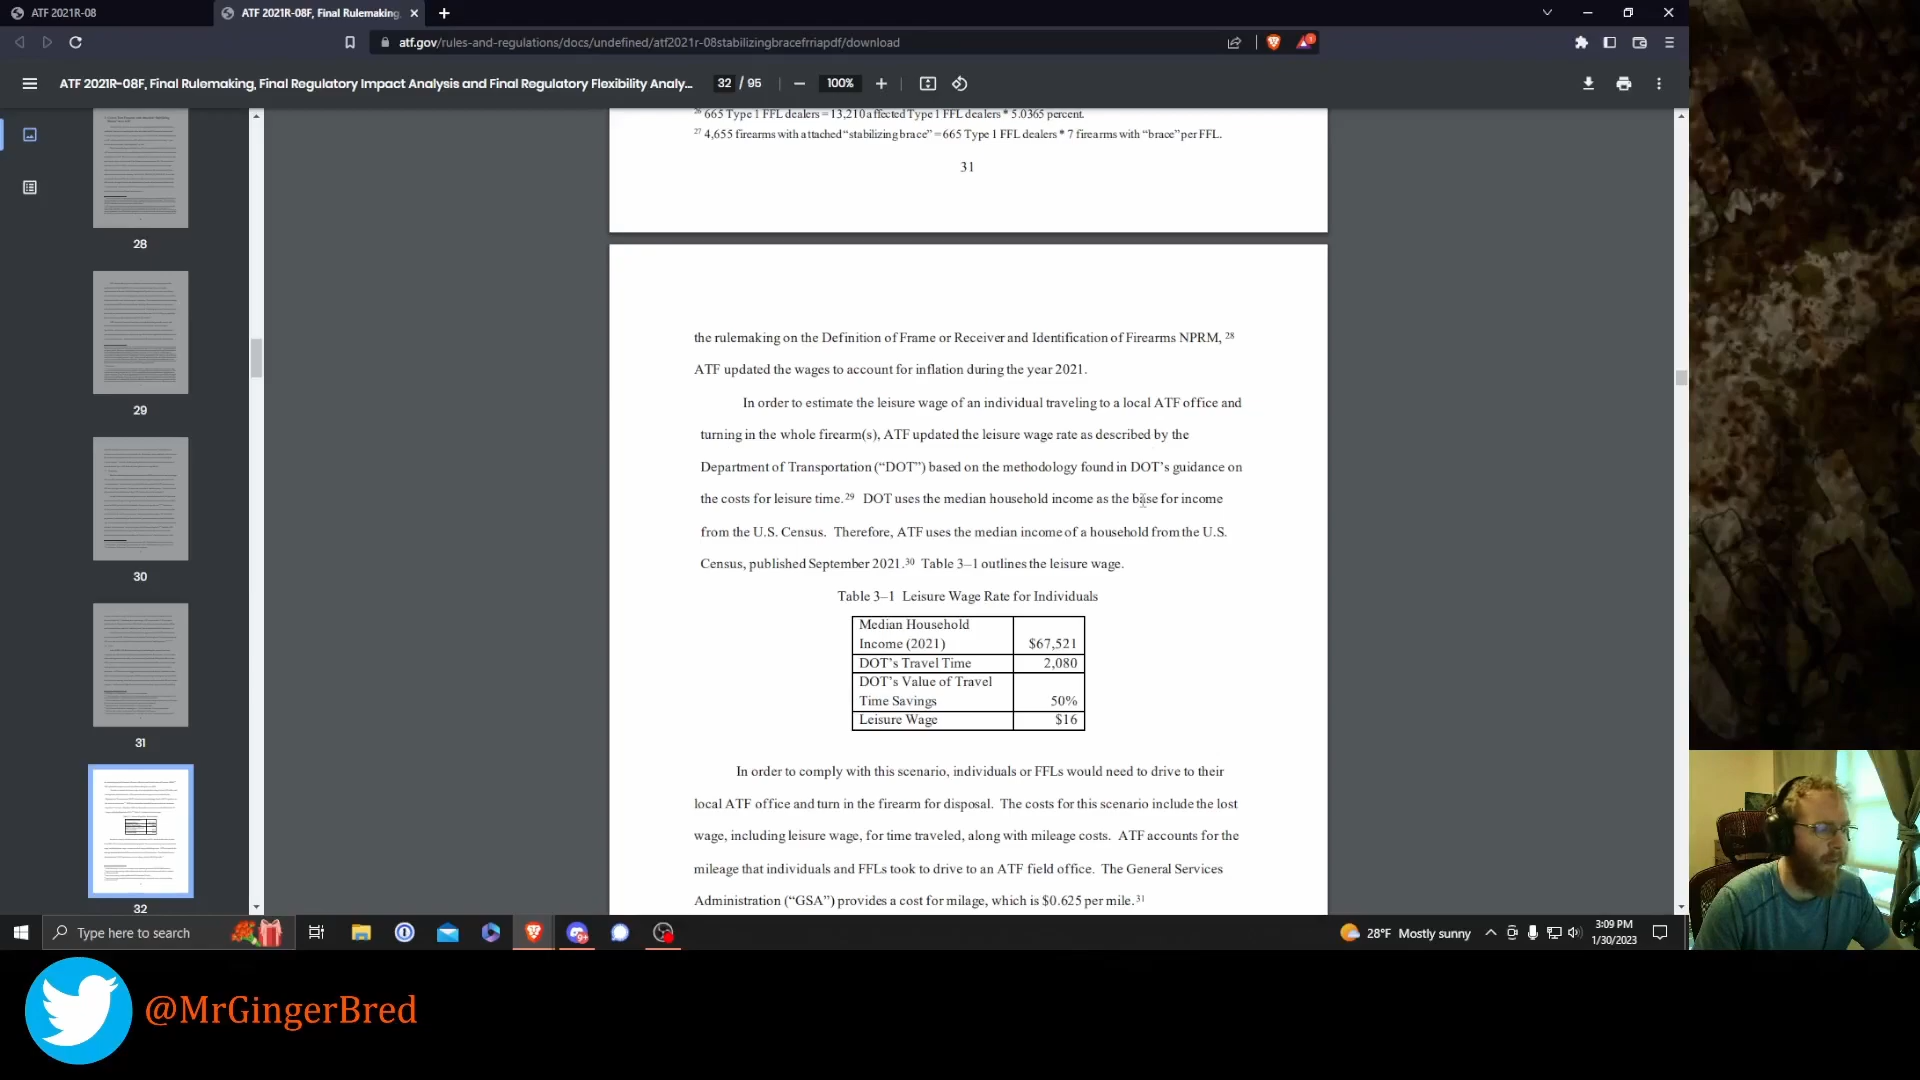 ATF 2021R-08
ATF 2021R-08F, Final Rulemaking,
atf.gov/rules-and-regulations/docs/undefined/atf2021r-08stabilizingbracefrriapdf/download
ATF 2021R-08F, Final Rulemaking, Final Regulatory Impact Analysis and Final Regulatory Flexibility Analy...
32 / 95
100%
28
29
30
31
32
26 665 Type 1 FFL dealers = 13,210 affected Type 1 FFL dealers * 5.0365 percent.
27 4,655 firearms with attached “stabilizing brace” = 665 Type 1 FFL dealers * 7 firearms with “brace” per FFL.
31
the rulemaking on the Definition of Frame or Receiver and Identification of Firearms NPRM, 28
ATF updated the wages to account for inflation during the year 2021.
In order to estimate the leisure wage of an individual traveling to a local ATF office and
turning in the whole firearm(s), ATF updated the leisure wage rate as described by the
Department of Transportation (“DOT”) based on the methodology found in DOT’s guidance on
the costs for leisure time.29 DOT uses the median household income as the base for income
from the U.S. Census. Therefore, ATF uses the median income of a household from the U.S.
Census, published September 2021.30 Table 3–1 outlines the leisure wage.
Table 3–1 Leisure Wage Rate for Individuals
Median Household
Income (2021) $67,521
DOT’s Travel Time 2,080
DOT’s Value of Travel
Time Savings 50%
Leisure Wage $16
In order to comply with this scenario, individuals or FFLs would need to drive to their
local ATF office and turn in the firearm for disposal. The costs for this scenario include the lost
wage, including leisure wage, for time traveled, along with mileage costs. ATF accounts for the
mileage that individuals and FFLs took to drive to an ATF field office. The General Services
Administration (“GSA”) provides a cost for milage, which is $0.625 per mile.31
Type here to search
28°F Mostly sunny
3:09 PM
1/30/2023
@MrGingerBred